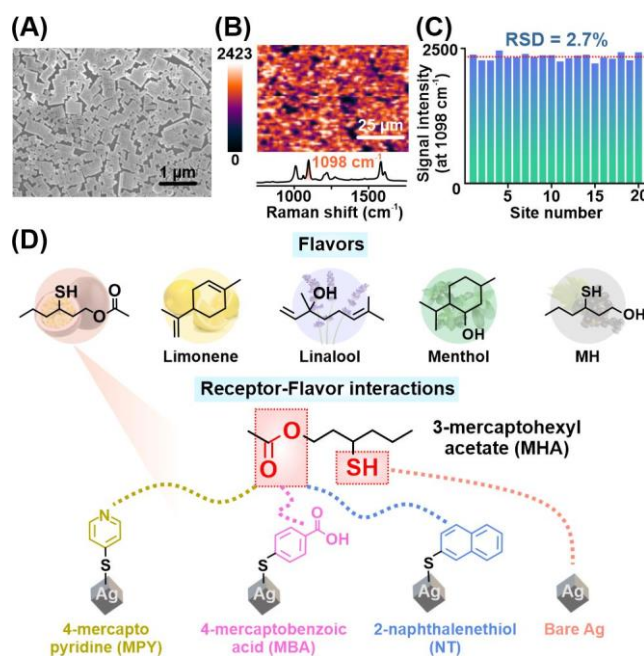 (A)
1 µm
(B)
2423
0
25 µm
1098 cm⁻¹
1000 1500
Raman shift (cm⁻¹)
(C)
RSD = 2.7%
2500
0
Signal intensity
(at 1098 cm⁻¹)
5 10 15 20
Site number
(D)
Flavors
SH
O
O
Limonene
OH
Linalool
OH
Menthol
SH
OH
MH
Receptor-Flavor interactions
O
O
SH
3-mercaptohexyl
acetate (MHA)
N
S
Ag
4-mercapto
pyridine (MPY)
O
OH
S
Ag
4-mercaptobenzoic
acid (MBA)
S
Ag
2-naphthalenethiol
(NT)
Ag
Bare Ag